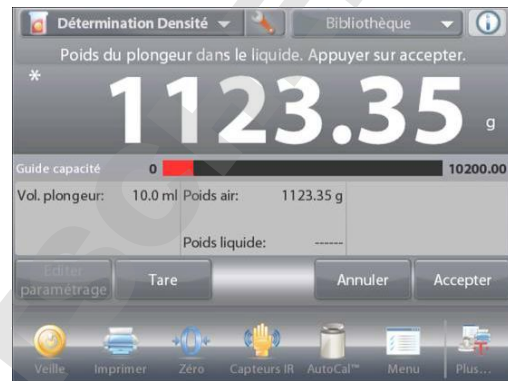 Détermination Densité Bibliothèque
Poids du plongeur dans le liquide. Appuyer sur accepter.
* 1123.35 g
Guide capacité 0 10200.00
Vol. plongeur: 10.0 ml Poids air: 1123.35 g
Poids liquide: ------
Editer paramétrage Tare Annuler Accepter
Veille Imprimer Zéro Capteurs IR AutoCal™ Menu Plus...